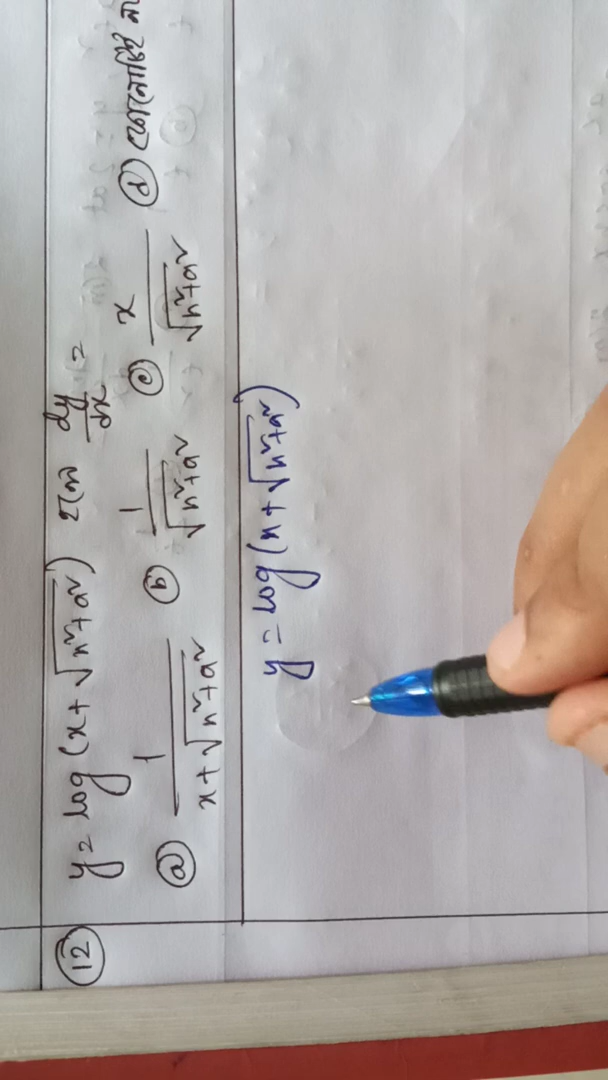 (12) y = log (x + √x²+a²) হলে dy/dx =
(a) 1/(x+√x²+a²) (b) 1/√x²+a² (c) x/√x²+a² (d) কোনোটিই
y = log (x + √x²+a²)